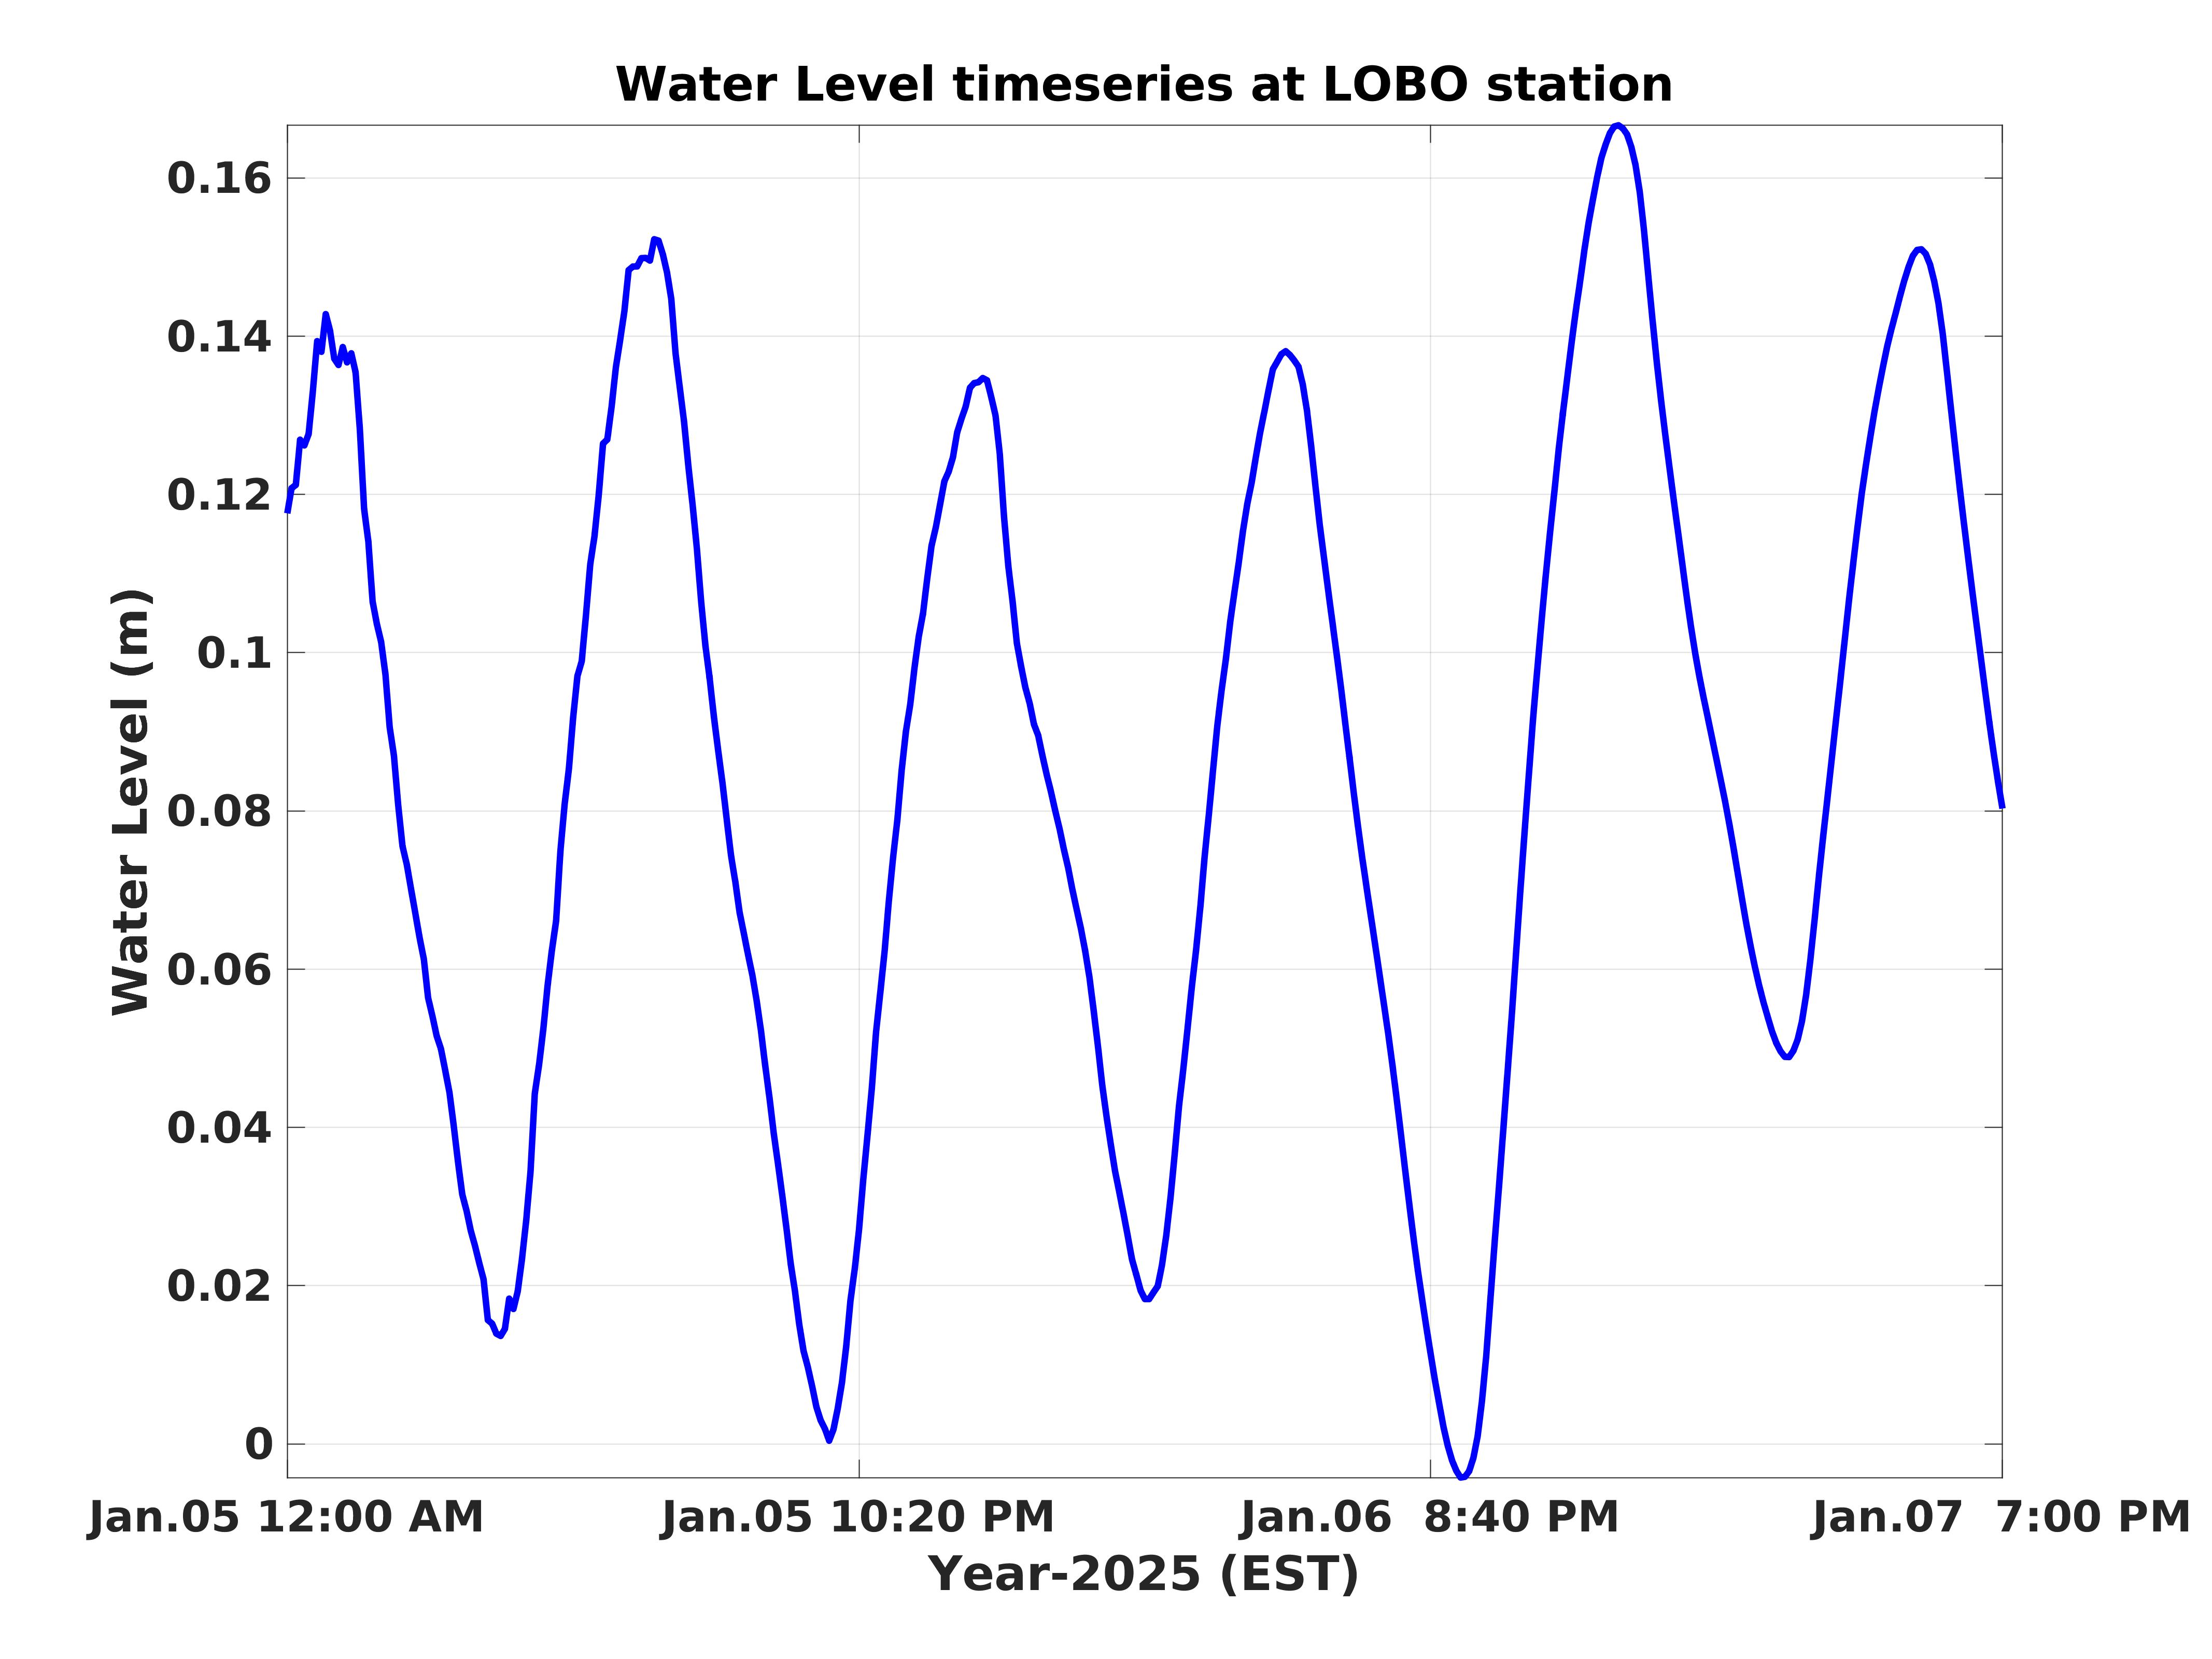 Water Level timeseries at LOBO station
Water Level (m)
0.16
0.14
0.12
0.1
0.08
0.06
0.04
0.02
0
Jan.05 12:00 AM
Jan.05 10:20 PM
Jan.06  8:40 PM
Jan.07  7:00 PM
Year-2025 (EST)